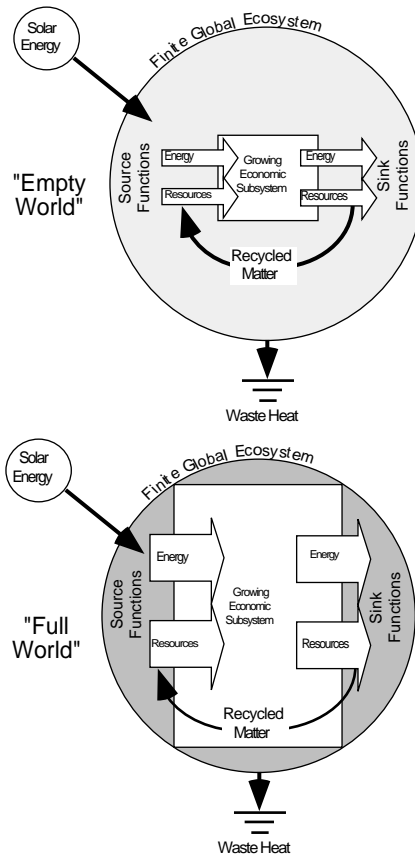 Solar
Energy
Finite Global Ecosystem
"Empty
World"
Source
Functions
Energy
Resources
Growing
Economic
Subsystem
Energy
Resources
Sink
Functions
Recycled
Matter
Waste Heat
Solar
Energy
Finite Global Ecosystem
"Full
World"
Source
Functions
Energy
Resources
Growing
Economic
Subsystem
Energy
Resources
Sink
Functions
Recycled
Matter
Waste Heat